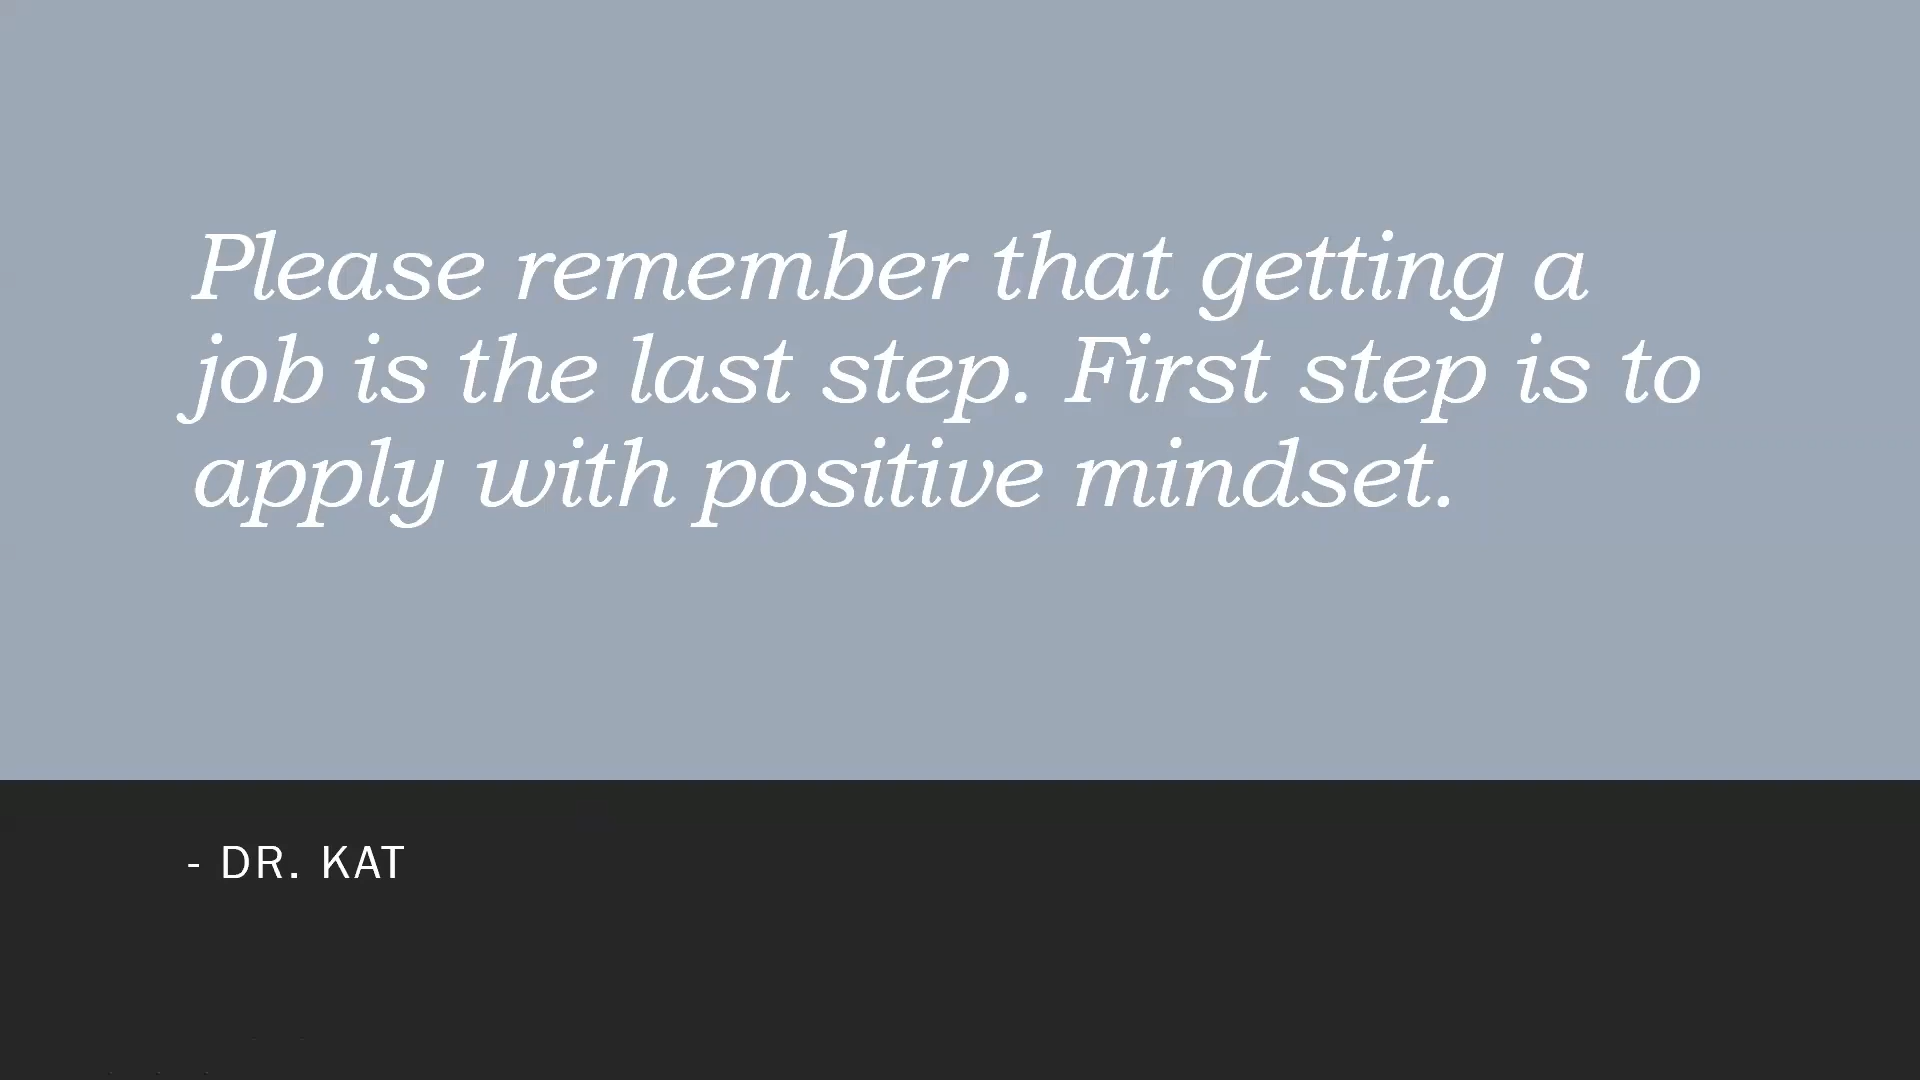 Please remember that getting a
job is the last step. First step is to
apply with positive mindset.
- DR. KAT